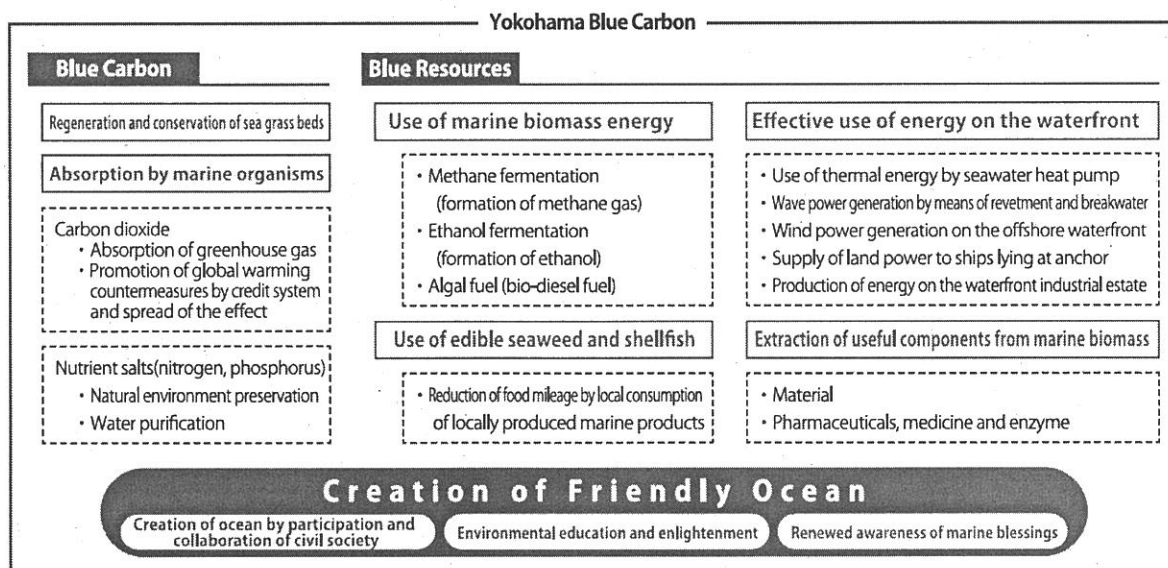 Yokohama Blue Carbon
Blue Carbon
Regeneration and conservation of sea grass beds
Absorption by marine organisms
Carbon dioxide
・Absorption of greenhouse gas
・Promotion of global warming
countermeasures by credit system
and spread of the effect
Nutrient salts(nitrogen, phosphorus)
・Natural environment preservation
・Water purification
Blue Resources
Use of marine biomass energy
・Methane fermentation
(formation of methane gas)
・Ethanol fermentation
(formation of ethanol)
・Algal fuel (bio-diesel fuel)
Use of edible seaweed and shellfish
・Reduction of food mileage by local consumption
of locally produced marine products
Effective use of energy on the waterfront
・Use of thermal energy by seawater heat pump
・Wave power generation by means of revetment and breakwater
・Wind power generation on the offshore waterfront
・Supply of land power to ships lying at anchor
・Production of energy on the waterfront industrial estate
Extraction of useful components from marine biomass
・Material
・Pharmaceuticals, medicine and enzyme
Creation of Friendly Ocean
Creation of ocean by participation and
collaboration of civil society
Environmental education and enlightenment
Renewed awareness of marine blessings